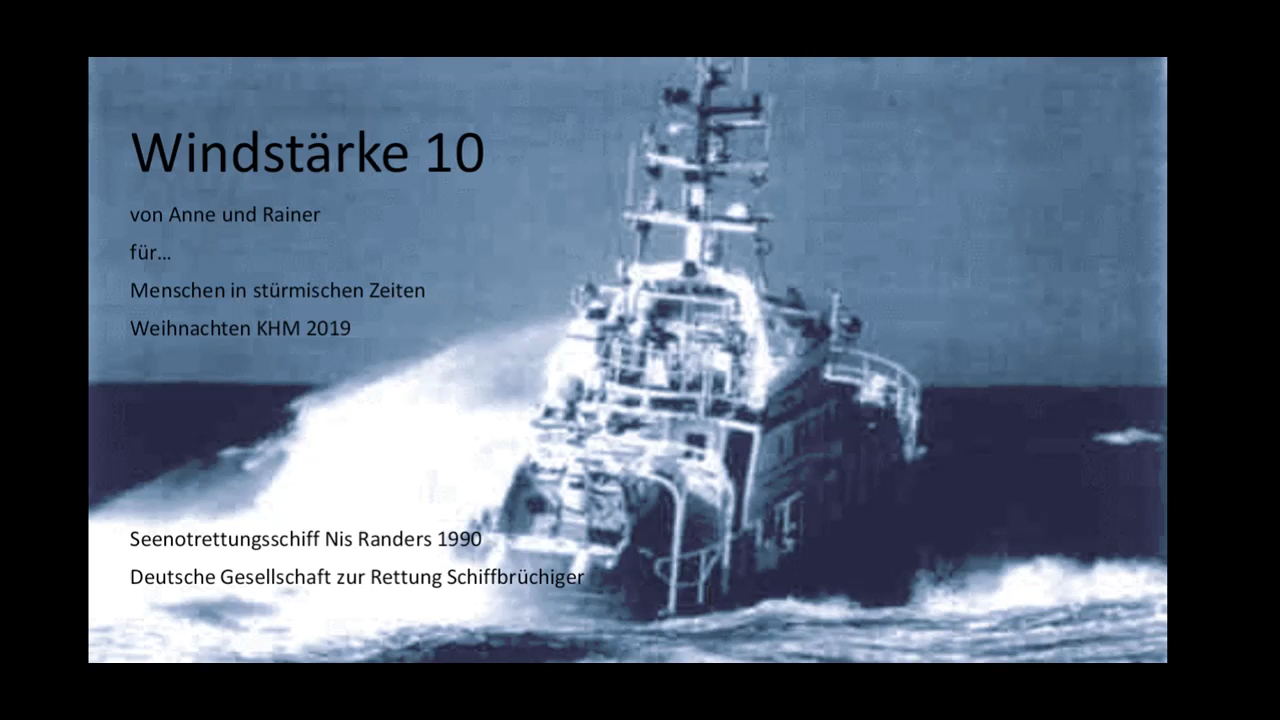 Windstärke 10
von Anne und Rainer
für...
Menschen in stürmischen Zeiten
Weihnachten KHM 2019
Seenotrettungsschiff Nis Randers 1990
Deutsche Gesellschaft zur Rettung Schiffbrüchiger